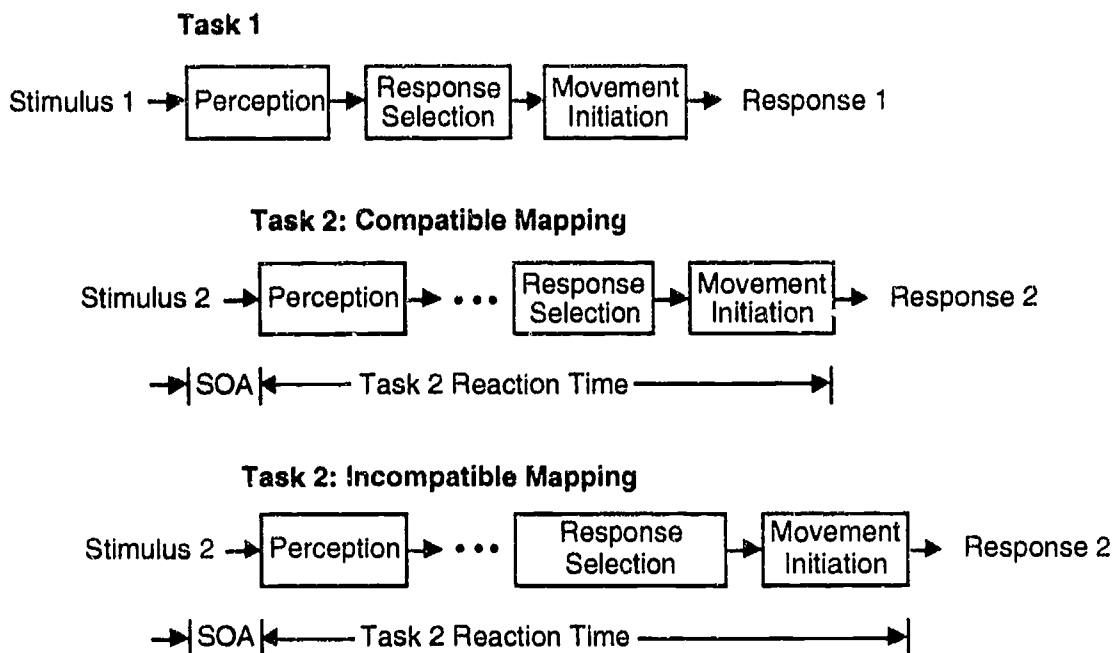 Task 1
Stimulus 1 Perception Response Selection Movement Initiation Response 1
Task 2: Compatible Mapping
Stimulus 2 Perception • • • Response Selection Movement Initiation Response 2
SOA Task 2 Reaction Time
Task 2: Incompatible Mapping
Stimulus 2 Perception • • • Response Selection Movement Initiation Response 2
SOA Task 2 Reaction Time